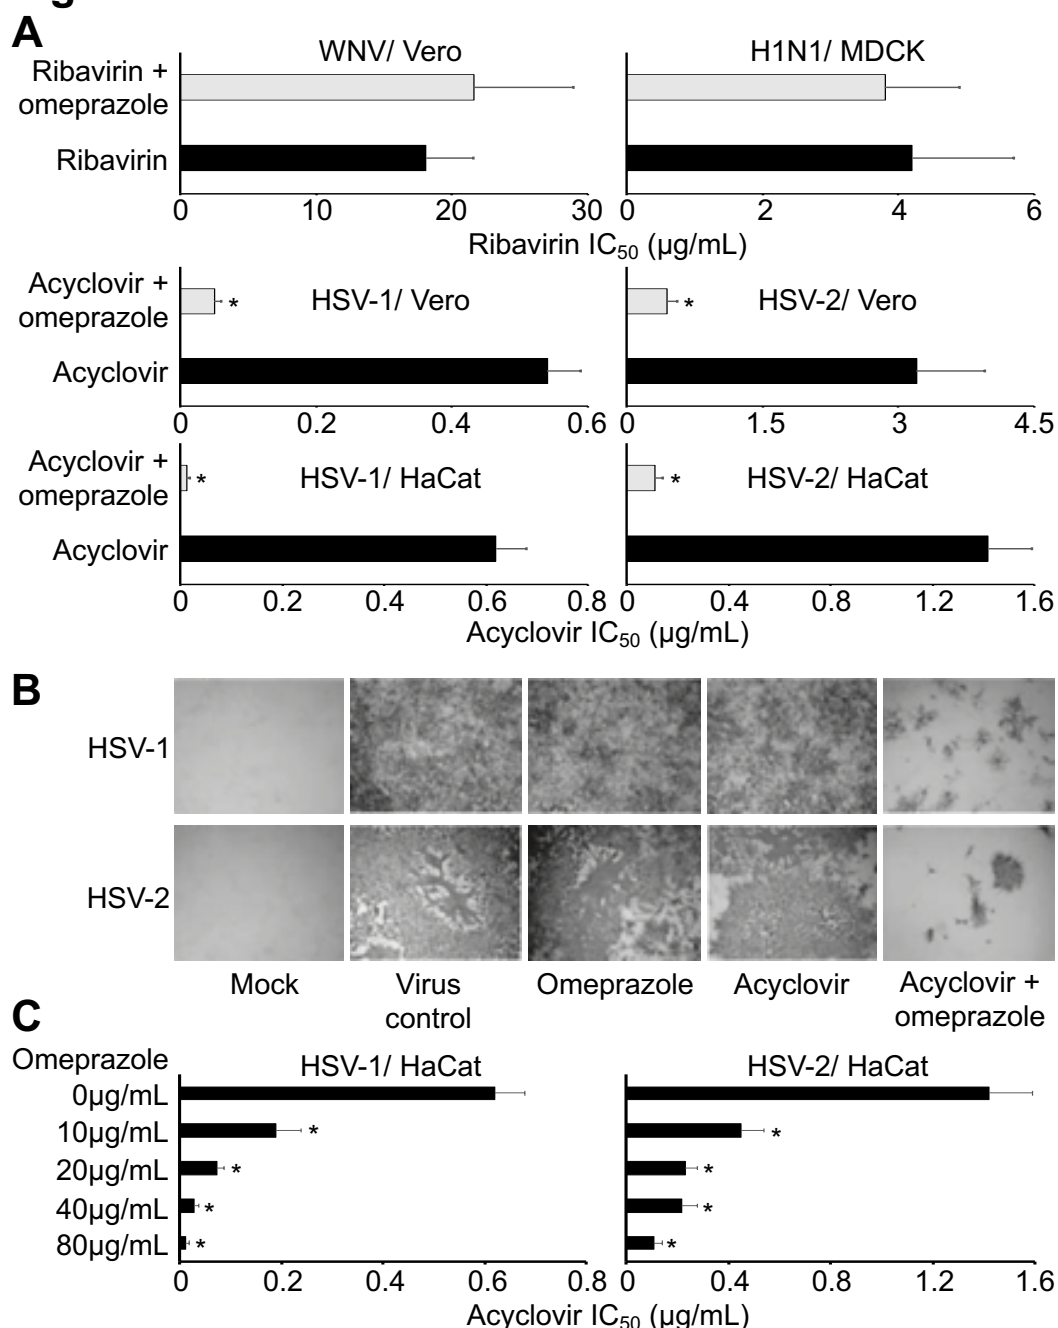 A
WNV/ Vero
H1N1/ MDCK
Ribavirin +
omeprazole
Ribavirin
0 10 20 30 0 2 4 6
Ribavirin IC50 (µg/mL)
Acyclovir +
omeprazole
* HSV-1/ Vero
* HSV-2/ Vero
Acyclovir
0 0.2 0.4 0.6 0 1.5 3 4.5
Acyclovir +
omeprazole
* HSV-1/ HaCat
* HSV-2/ HaCat
Acyclovir
0 0.2 0.4 0.6 0.8 0 0.4 0.8 1.2 1.6
Acyclovir IC50 (µg/mL)
B
HSV-1
HSV-2
Mock
Virus
control
Omeprazole
Acyclovir
Acyclovir +
omeprazole
C
Omeprazole
HSV-1/ HaCat
HSV-2/ HaCat
0µg/mL
10µg/mL * *
20µg/mL * *
40µg/mL * *
80µg/mL * *
0 0.2 0.4 0.6 0.8 0 0.4 0.8 1.2 1.6
Acyclovir IC50 (µg/mL)